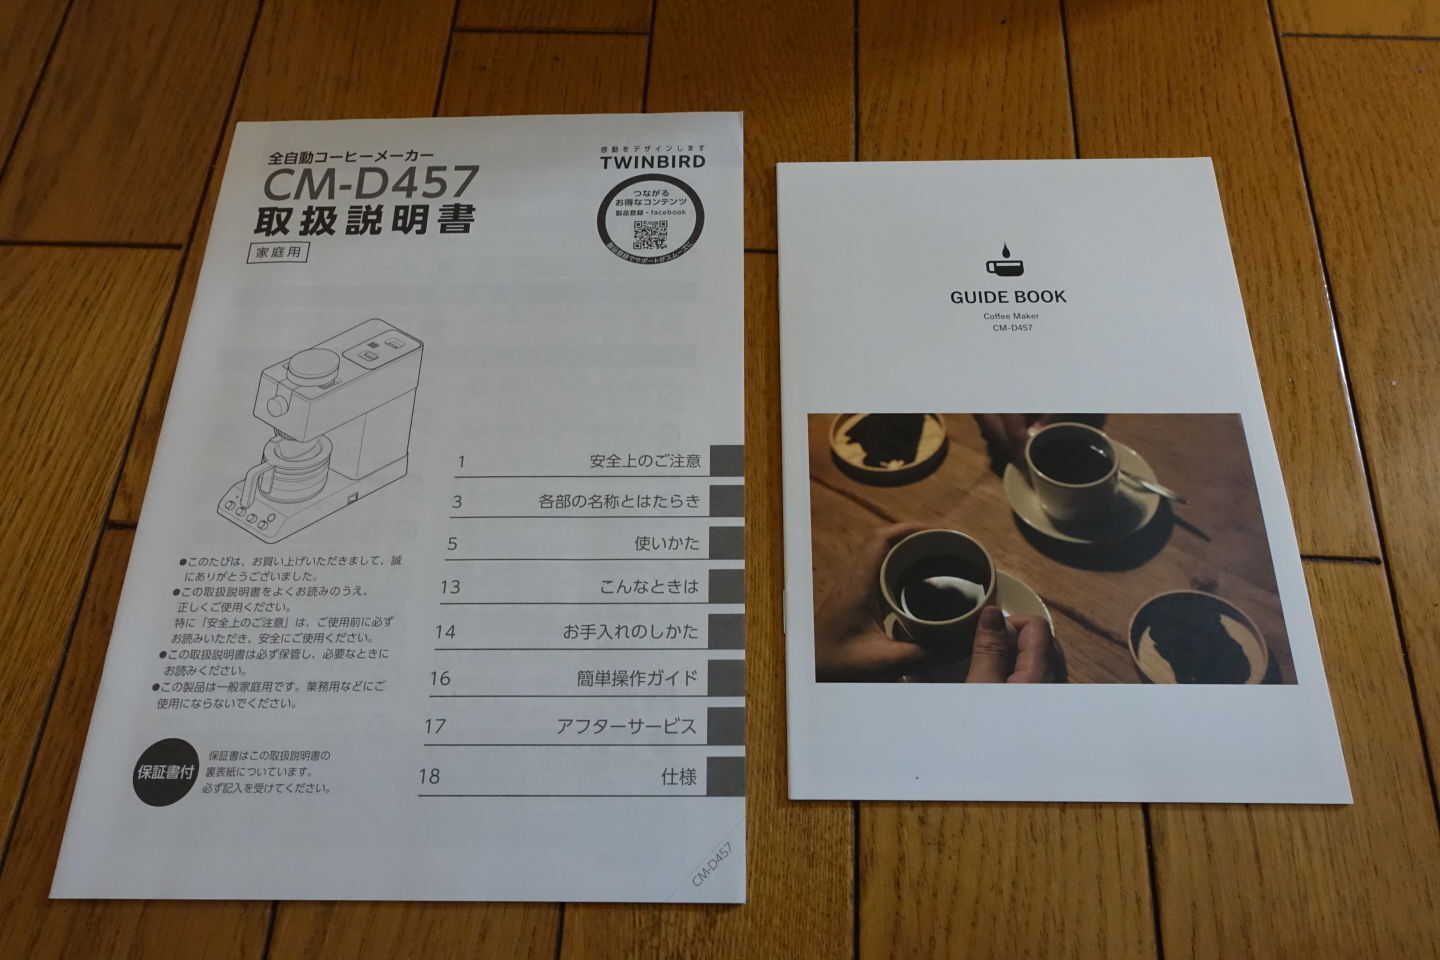 全自動コーヒーメーカー
CM-D457
取扱説明書
家庭用
感動をデザインします
TWINBIRD
つながる
お得なコンテンツ
製品登録・facebook
製品登録でサポートがスムーズに
1 安全上のご注意
3 各部の名称とはたらき
5 使いかた
13 こんなときは
14 お手入れのしかた
16 簡単操作ガイド
17 アフターサービス
18 仕様
●このたびは、お買い上げいただきまして、誠
にありがとうございました。
●この取扱説明書をよくお読みのうえ、
正しくご使用ください。
特に「安全上のご注意」は、ご使用前に必ず
お読みいただき、安全にご使用ください。
●この取扱説明書は必ず保管し、必要なときに
お読みください。
●この製品は一般家庭用です。業務用などにご
使用にならないでください。
保証書付
保証書はこの取扱説明書の
裏表紙についています。
必ず記入を受けてください。
CM-D457
GUIDE BOOK
Coffee Maker
CM-D457